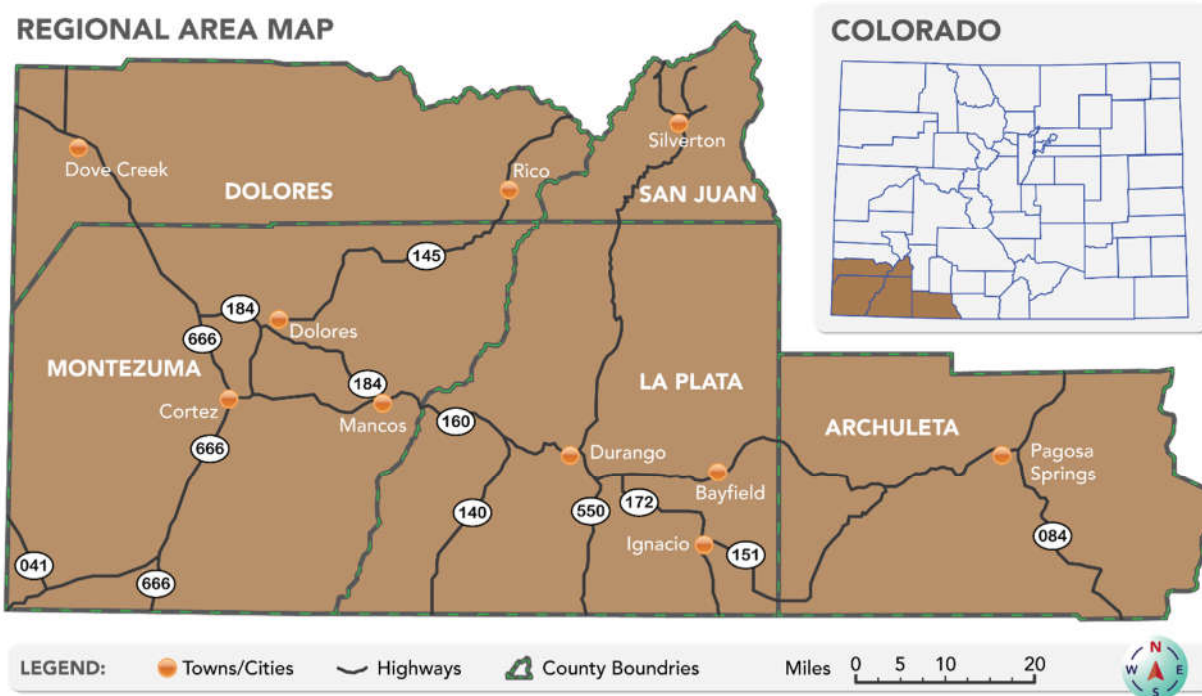 REGIONAL AREA MAP
COLORADO
Silverton
Dove Creek
Rico
DOLORES
SAN JUAN
145
184
Dolores
666
MONTEZUMA
184
LA PLATA
Cortez
Mancos
160
ARCHULETA
666
Durango
Pagosa
Springs
Bayfield
172
140
550
084
Ignacio
151
041
666
LEGEND:
Towns/Cities
Highways
County Boundries
Miles 0 5 10 20
N
W E
S